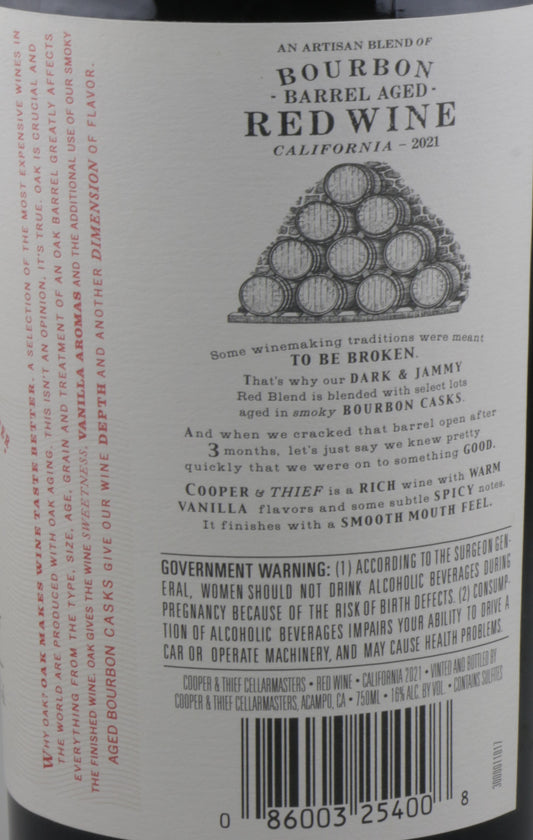 AN ARTISAN BLEND OF
BOURBON
- BARREL AGED -
RED WINE
CALIFORNIA - 2021
Some winemaking traditions were meant
TO BE BROKEN.
That's why our DARK & JAMMY
Red Blend is blended with select lots
aged in smoky BOURBON CASKS.
And when we cracked that barrel open after
3 months, let's just say we knew pretty
quickly that we were on to something GOOD.
COOPER & THIEF is a RICH wine with WARM
VANILLA flavors and some subtle SPICY notes.
It finishes with a SMOOTH MOUTH FEEL.
GOVERNMENT WARNING: (1) ACCORDING TO THE SURGEON GEN-
ERAL, WOMEN SHOULD NOT DRINK ALCOHOLIC BEVERAGES DURING
PREGNANCY BECAUSE OF THE RISK OF BIRTH DEFECTS. (2) CONSUMP-
TION OF ALCOHOLIC BEVERAGES IMPAIRS YOUR ABILITY TO DRIVE A
CAR OR OPERATE MACHINERY, AND MAY CAUSE HEALTH PROBLEMS.
COOPER & THIEF CELLARMASTERS • RED WINE • CALIFORNIA 2021 • VINTED AND BOTTLED BY
COOPER & THIEF CELLARMASTERS, ACAMPO, CA • 750ML • 16% ALC. BY VOL. • CONTAINS SULFITES
0 86003 25400 8
3000011017
WHY OAK? OAK MAKES WINE TASTE BETTER. A SELECTION OF THE MOST EXPENSIVE WINES IN
THE WORLD ARE PRODUCED WITH OAK AGING. THIS ISN'T AN OPINION, IT'S TRUE. OAK IS CRUCIAL AND
EVERYTHING FROM THE TYPE, SIZE, AGE, GRAIN AND TREATMENT OF AN OAK BARREL GREATLY AFFECTS
THE FINISHED WINE. OAK GIVES THE WINE SWEETNESS, VANILLA AROMAS AND THE ADDITIONAL USE OF OUR SMOKY
AGED BOURBON CASKS GIVE OUR WINE DEPTH AND ANOTHER DIMENSION OF FLAVOR.